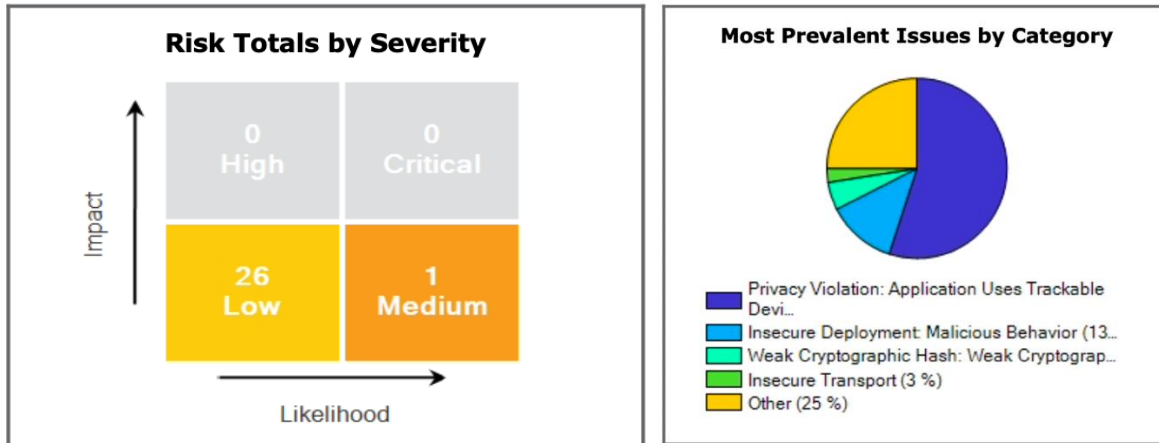 Risk Totals by Severity
0
High
0
Critical
26
Low
1
Medium
Impact
Likelihood
Most Prevalent Issues by Category
Privacy Violation: Application Uses Trackable
Devi...
Insecure Deployment: Malicious Behavior (13...
Weak Cryptographic Hash: Weak Cryptograp...
Insecure Transport (3 %)
Other (25 %)